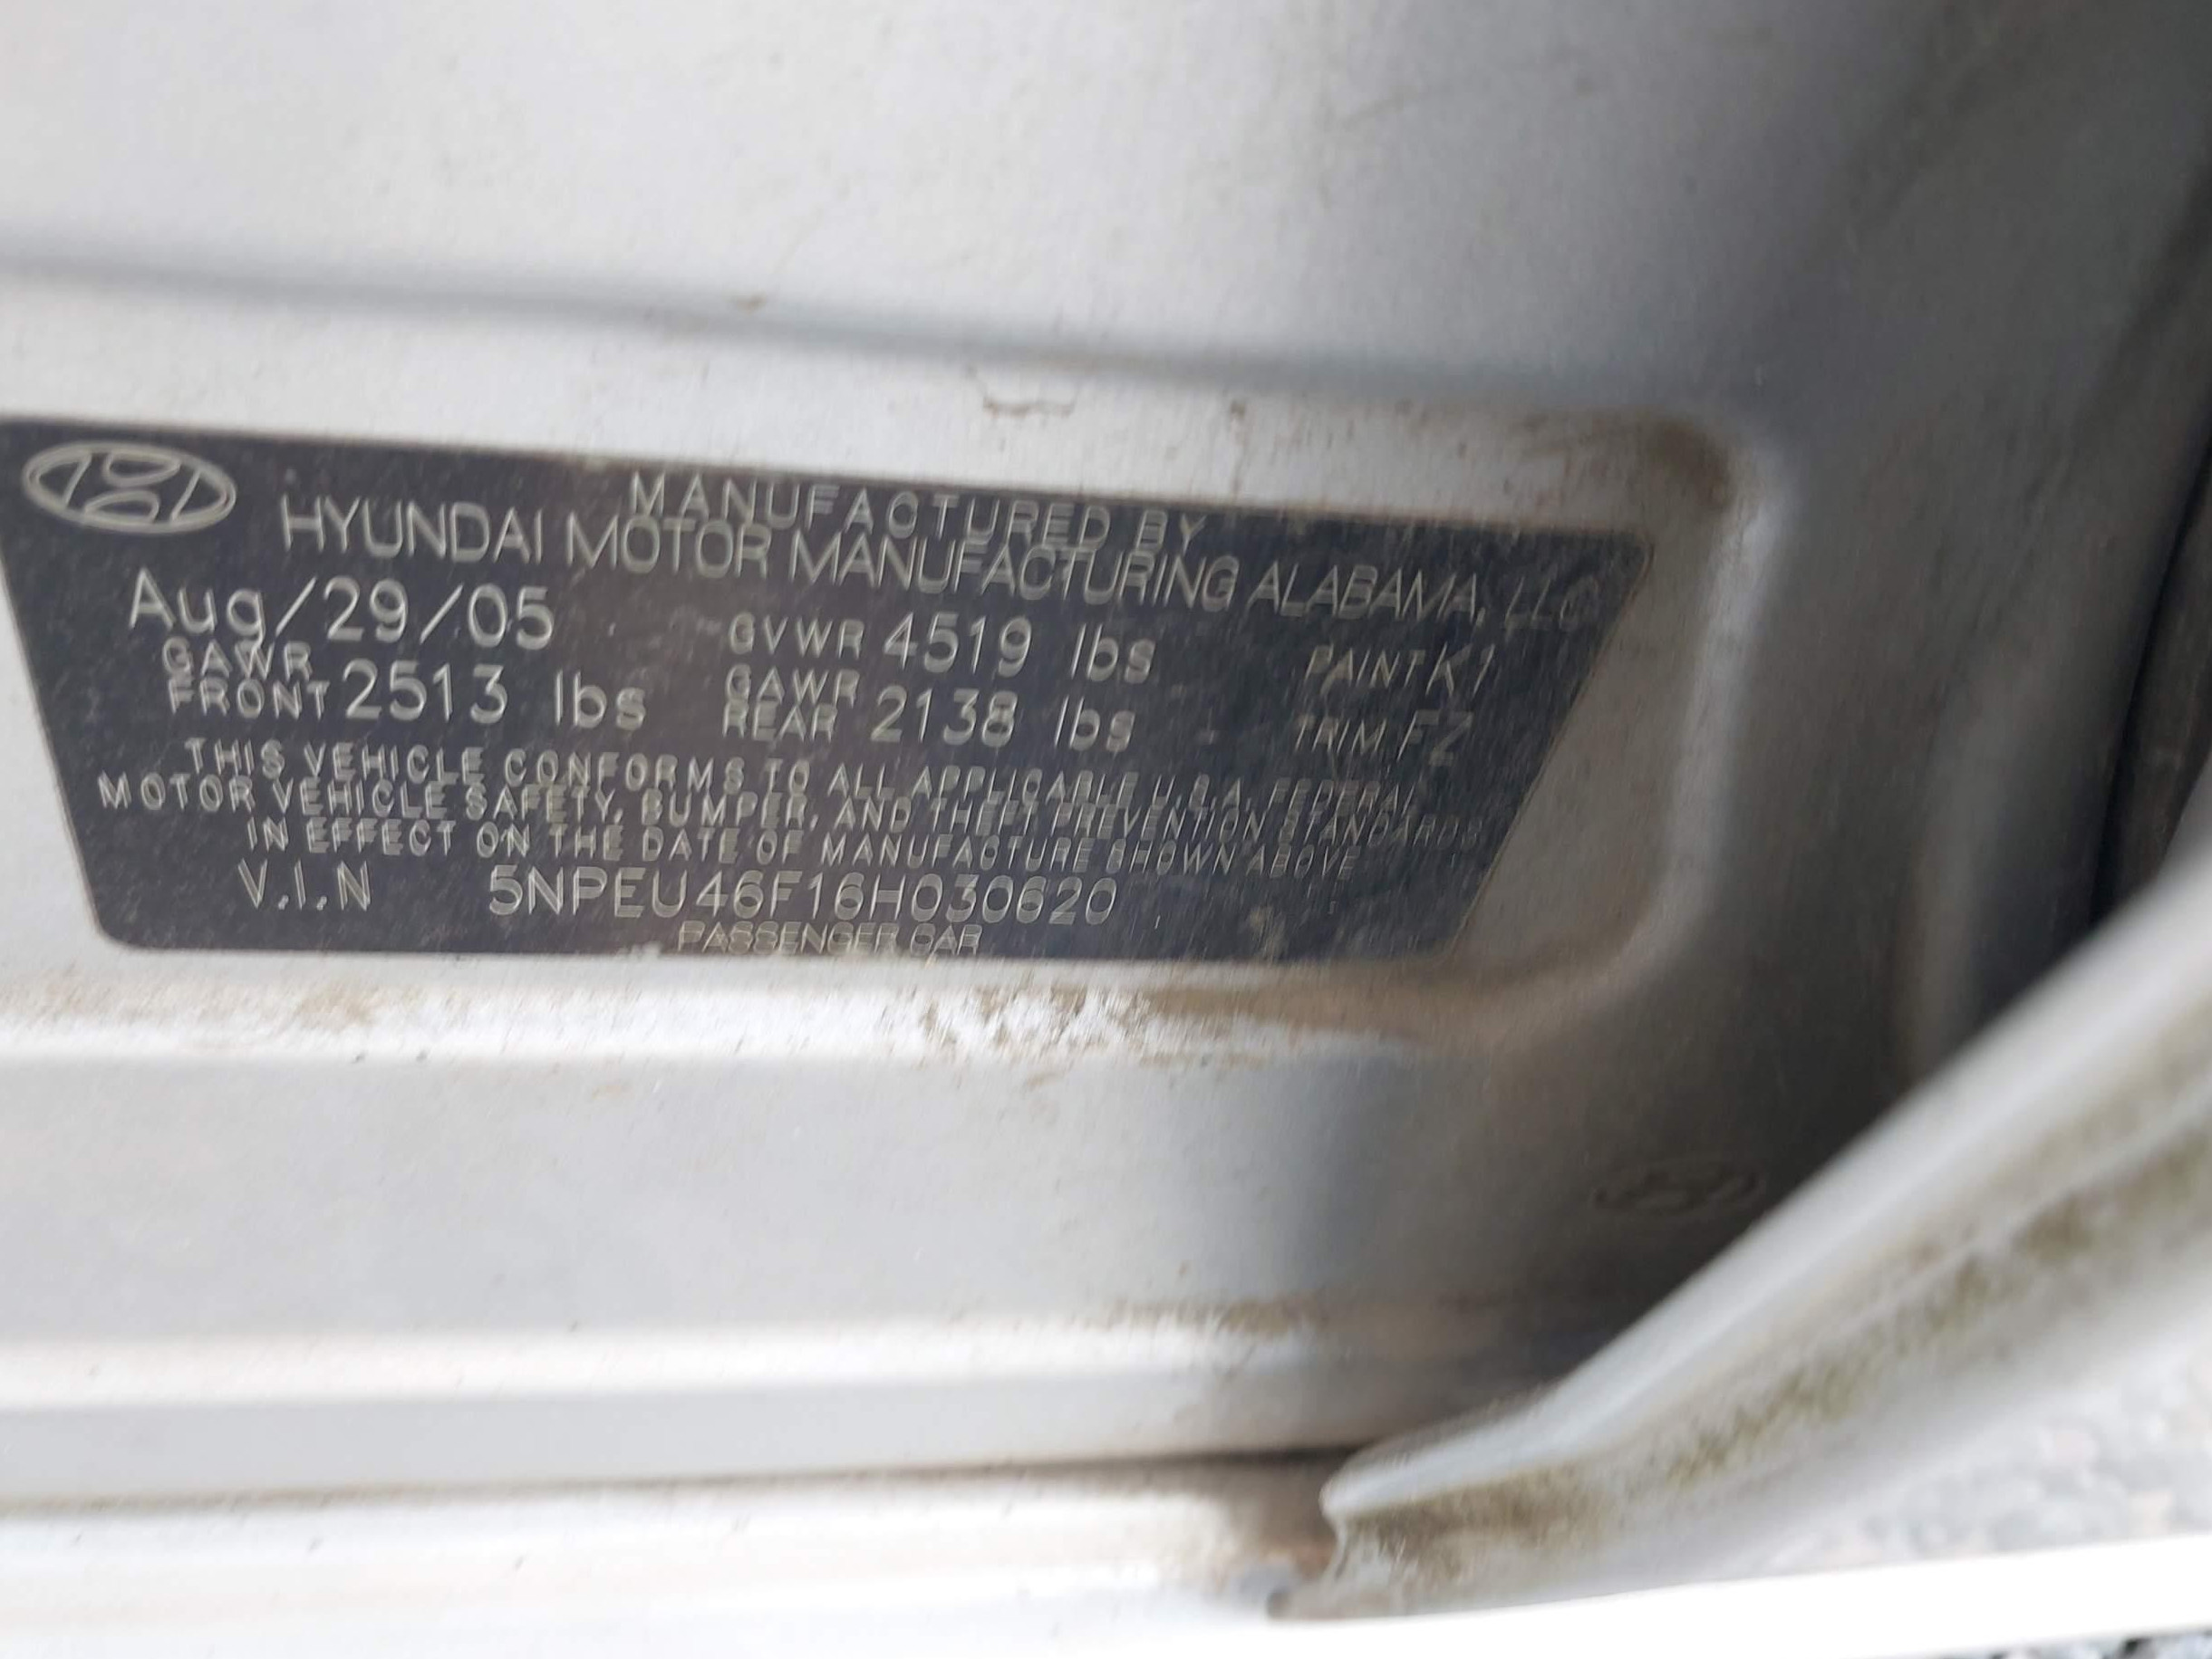 MANUFACTURED BY
HYUNDAI MOTOR MANUFACTURING ALABAMA, LLC
Aug/29/05 GVWR 4519 lbs PAINT K1
GAWR FRONT 2513 lbs GAWR REAR 2138 lbs TRIM FZ
THIS VEHICLE CONFORMS TO ALL APPLICABLE U.S.A. FEDERAL
MOTOR VEHICLE SAFETY, BUMPER, AND THEFT PREVENTION STANDARDS
IN EFFECT ON THE DATE OF MANUFACTURE SHOWN ABOVE
V.I.N 5NPEU46F16H030620
PASSENGER CAR